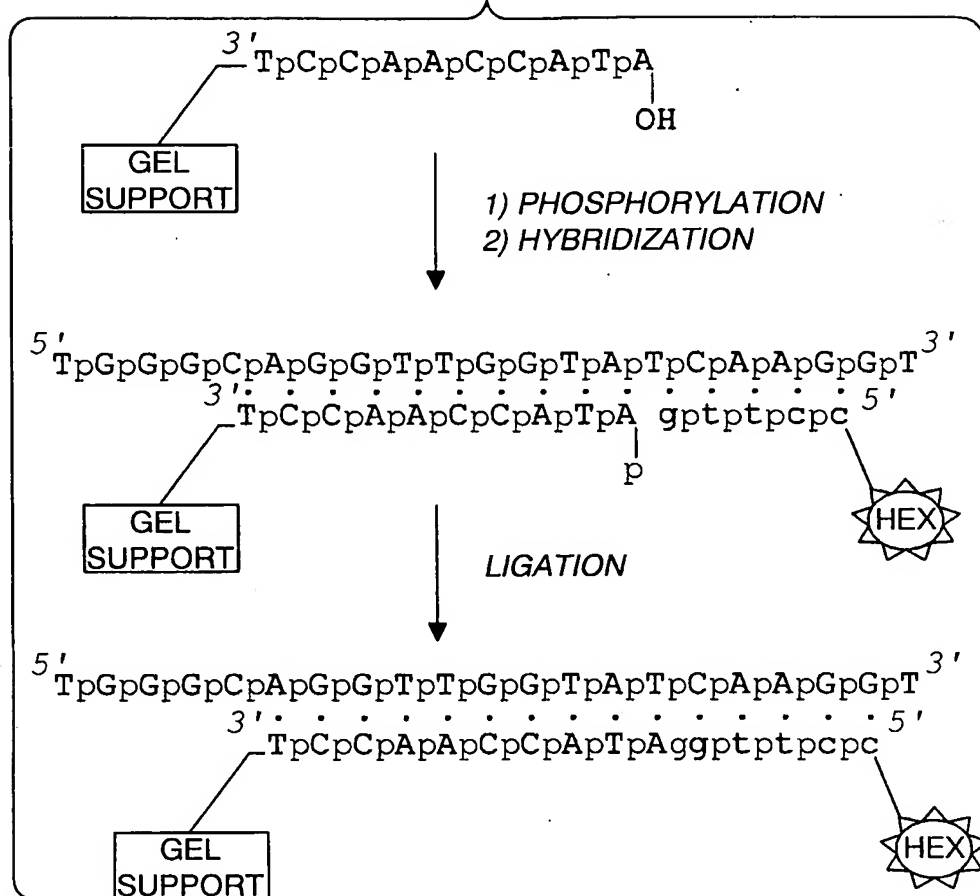 3'
TpCpCpApApCpCpApTpA
OH
GEL
SUPPORT
1) PHOSPHORYLATION
2) HYBRIDIZATION
5'
TpGpGpGpCpApGpGpTpTpGpGpTpApTpCpApApGpGpT
3'
3'
TpCpCpApApCpCpApTpA gptptpcpc
5'
p
GEL
SUPPORT
HEX
LIGATION
5'
TpGpGpGpCpApGpGpTpTpGpGpTpApTpCpApApGpGpT
3'
3'
TpCpCpApApCpCpApTpAggptptpcpc
5'
GEL
SUPPORT
HEX